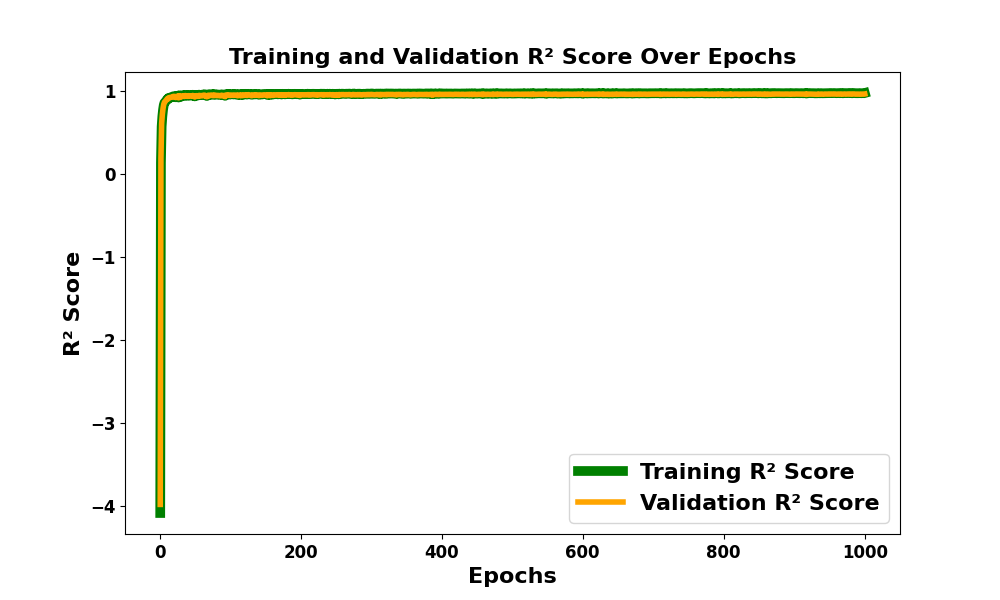 Training and Validation R² Score Over Epochs
1
0
−1
−2
−3
−4
R² Score
Training R² Score
Validation R² Score
0 200 400 600 800 1000
Epochs